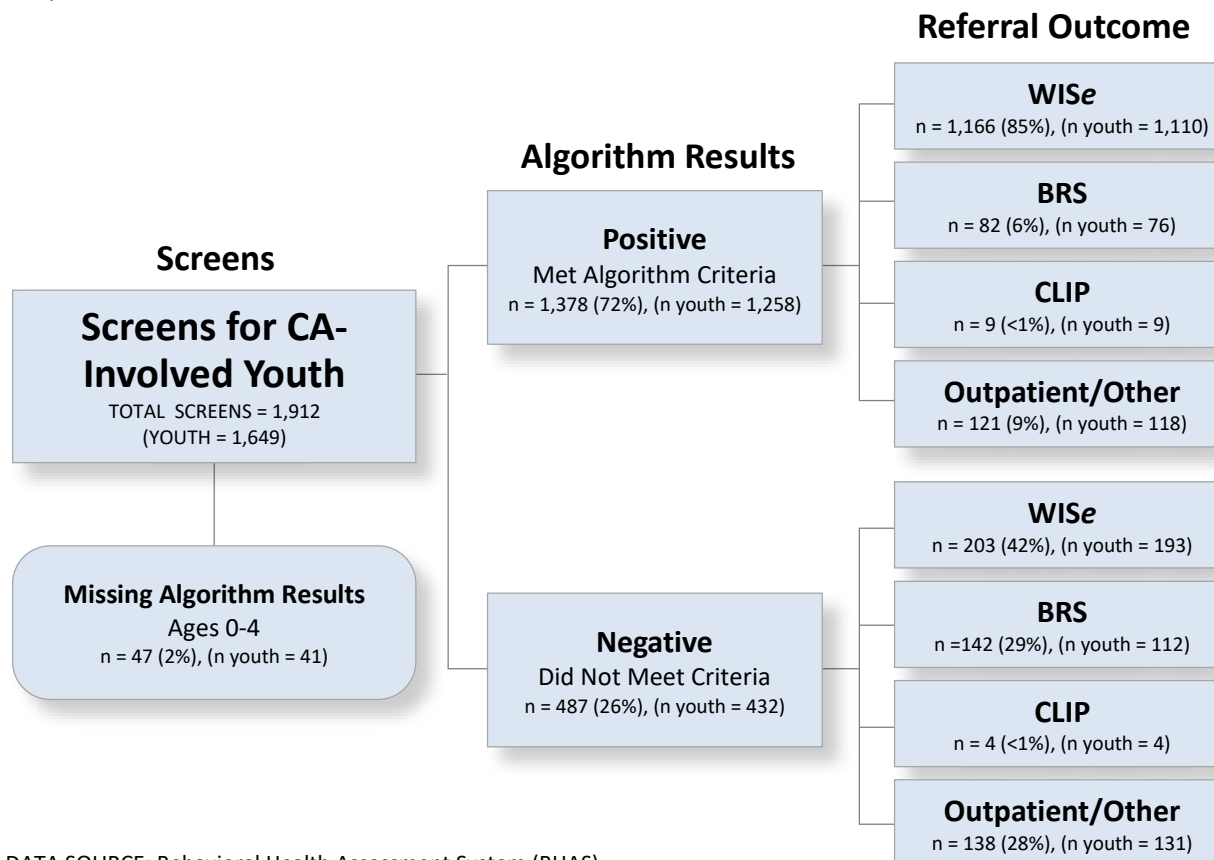 Referral Outcome
WISe
n = 1,166 (85%), (n youth = 1,110)
Algorithm Results
BRS
n = 82 (6%), (n youth = 76)
Positive
Met Algorithm Criteria
n = 1,378 (72%), (n youth = 1,258)
Screens
CLIP
n = 9 (<1%), (n youth = 9)
Screens for CA-
Involved Youth
TOTAL SCREENS = 1,912
(YOUTH = 1,649)
Outpatient/Other
n = 121 (9%), (n youth = 118)
WISe
n = 203 (42%), (n youth = 193)
Missing Algorithm Results
Ages 0-4
n = 47 (2%), (n youth = 41)
BRS
n =142 (29%), (n youth = 112)
Negative
Did Not Meet Criteria
n = 487 (26%), (n youth = 432)
CLIP
n = 4 (<1%), (n youth = 4)
Outpatient/Other
n = 138 (28%), (n youth = 131)
DATA SOURCE: Behavioral Health Assessment System (BHAS)